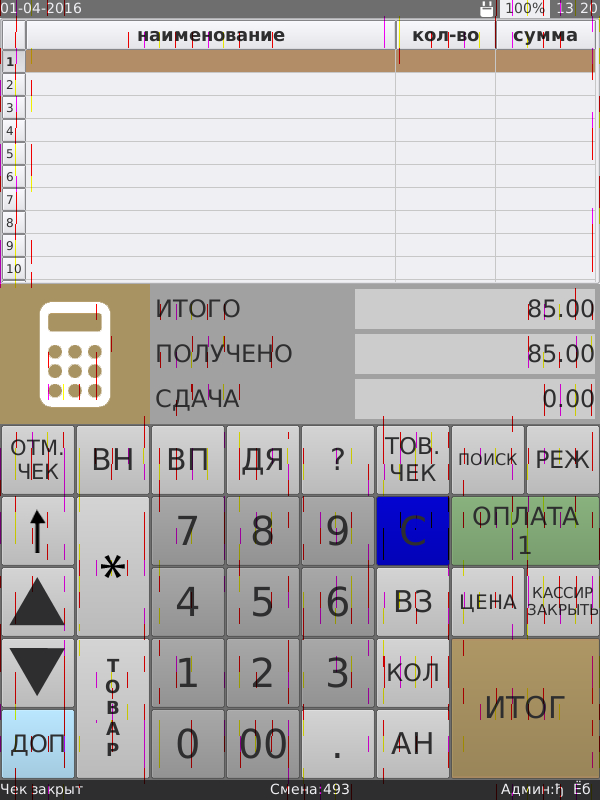 01-04-2016 100% 13 20
наименование кол-во сумма
1
2
3
4
5
6
7
8
9
10
ИТОГО 85.00
ПОЛУЧЕНО 85.00
СДАЧА 0.00
ОТМ. ЧЕК ВН ВП ДЯ ? ТОВ. ЧЕК ПОИСК РЕЖ
* 7 8 9 С ОПЛАТА 1
4 5 6 ВЗ ЦЕНА КАССИР ЗАКРЫТЬ
ТОВАР 1 2 3 КОЛ ИТОГ
ДОП 0 00 . АН
Чек закрыт Смена:493 Админ:ђ Ёб